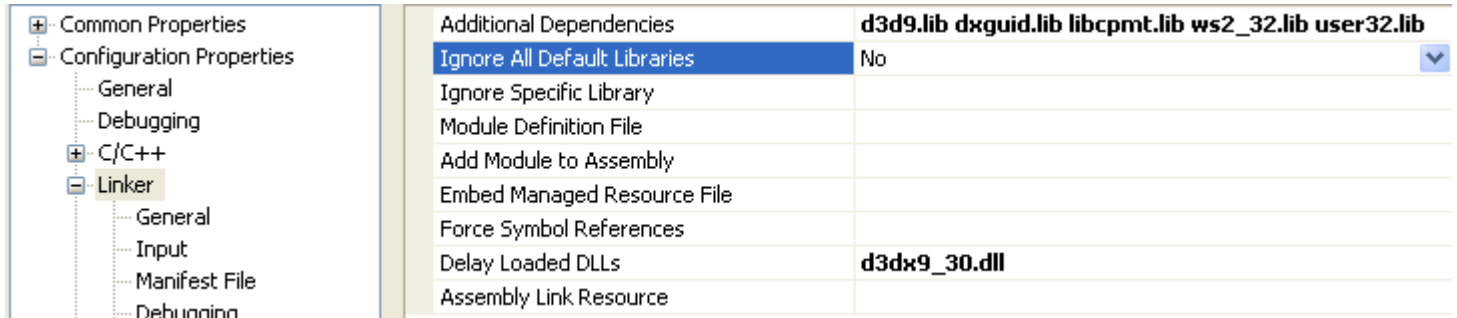 Common Properties
Configuration Properties
General
Debugging
C/C++
Linker
General
Input
Manifest File
Debugging
Additional Dependencies d3d9.lib dxguid.lib libcpmt.lib ws2_32.lib user32.lib
Ignore All Default Libraries No
Ignore Specific Library
Module Definition File
Add Module to Assembly
Embed Managed Resource File
Force Symbol References
Delay Loaded DLLs d3dx9_30.dll
Assembly Link Resource